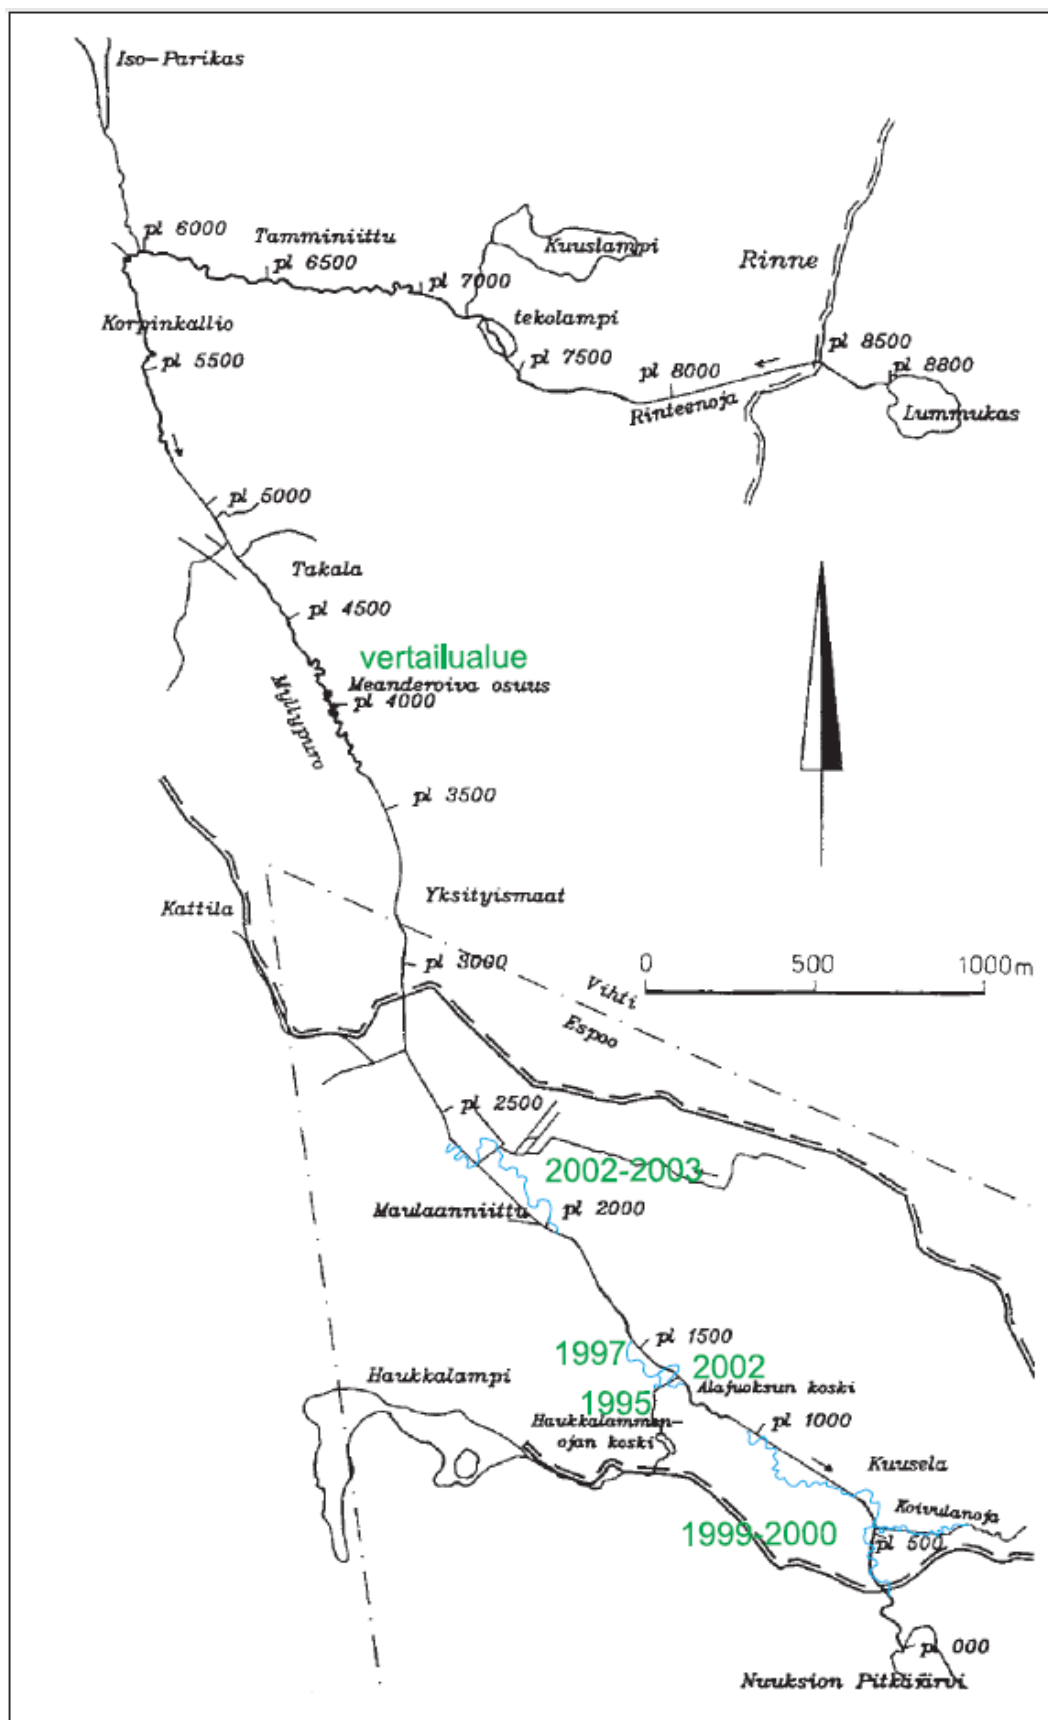 Iso-Parikas
pl 6000
Tamminiittu
pl 6500
Kuuslampi
Rinne
pl 7000
tekolampi
Korpinkallio
pl 5500
pl 7500
pl 8000
pl 8500
pl 8800
Rinteenoja
Lummukas
pl 5000
Takala
pl 4500
vertailualue
Meanderoiva osuus
pl 4000
Myllypuro
pl 3500
Kattila
Yksityismaat
pl 3000
0 500 1000m
Vihti
Espoo
pl 2500
2002-2003
Maulaanniittu
pl 2000
1997
pl 1500
2002
Haukkalampi
1995
Alajuoksun koski
Haukkalammen-
ojan koski
pl 1000
Kuusela
Koivulanoja
1999-2000
pl 500
pl 000
Nuuksion Pitkäjärvi